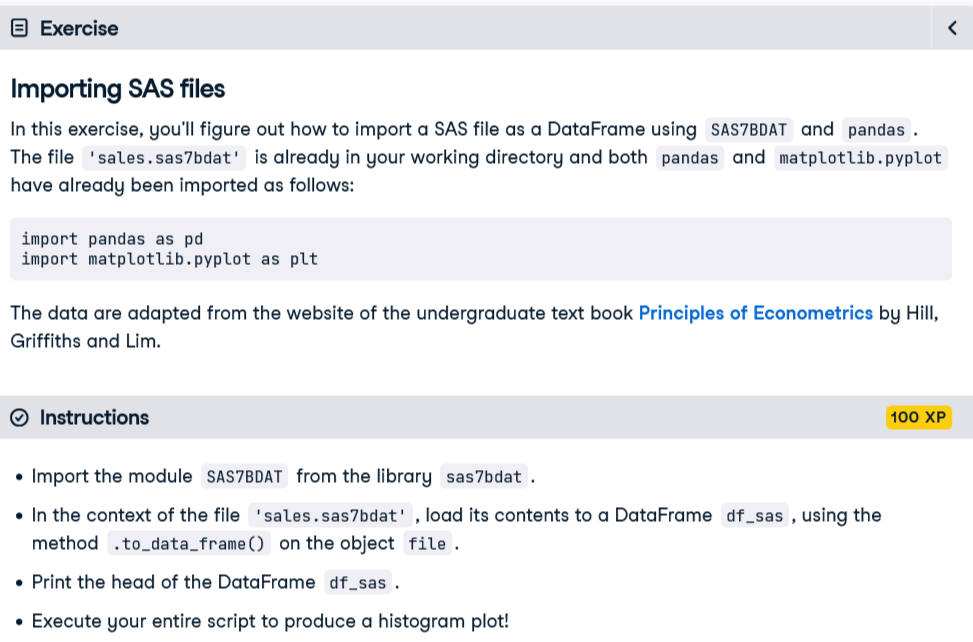 Exercise
Importing SAS files
In this exercise, you'll figure out how to import a SAS file as a DataFrame using SAS7BDAT and pandas.
The file 'sales.sas7bdat' is already in your working directory and both pandas and matplotlib.pyplot
have already been imported as follows:
import pandas as pd
import matplotlib.pyplot as plt
The data are adapted from the website of the undergraduate text book Principles of Econometrics by Hill,
Griffiths and Lim.
Instructions 100 XP
• Import the module SAS7BDAT from the library sas7bdat.
• In the context of the file 'sales.sas7bdat', load its contents to a DataFrame df_sas, using the
method .to_data_frame() on the object file.
• Print the head of the DataFrame df_sas.
• Execute your entire script to produce a histogram plot!